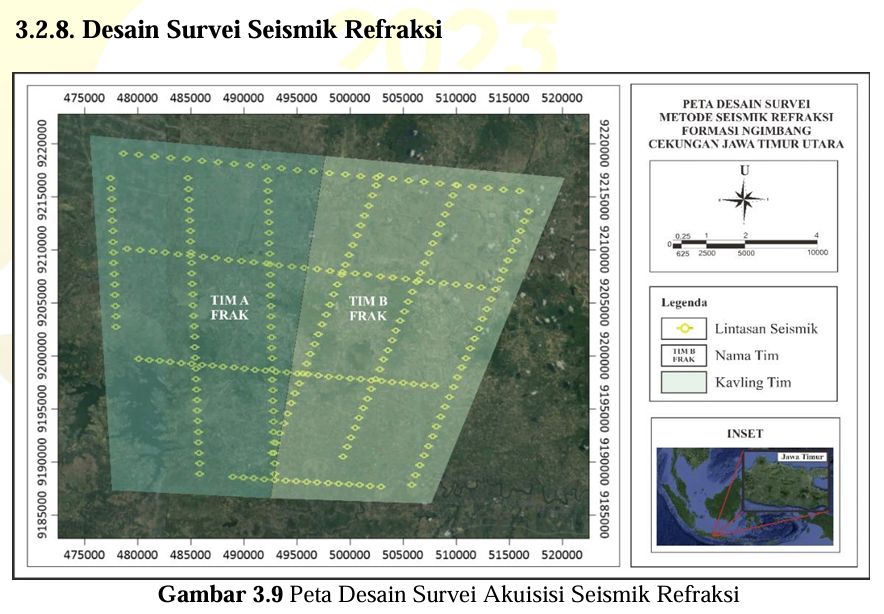 2023
3.2.8. Desain Survei Seismik Refraksi
475000 480000 485000 490000 495000 500000 505000 510000 515000 520000
9220000
9215000
9210000
9205000
9200000
9195000
9190000
9185000
TIM A
FRAK
TIM B
FRAK
9220000
9215000
9210000
9205000
9200000
9195000
9190000
9185000
475000 480000 485000 490000 495000 500000 505000 510000 515000 520000
PETA DESAIN SURVEI
METODE SEISMIK REFRAKSI
FORMASI NGIMBANG
CEKUNGAN JAWA TIMUR UTARA
U
0.25 1 2 4
0
625 2500 5000 10000
Legenda
Lintasan Seismik
TIM B
FRAK
Nama Tim
Kavling Tim
INSET
Jawa Timur
Gambar 3.9 Peta Desain Survei Akuisisi Seismik Refraksi